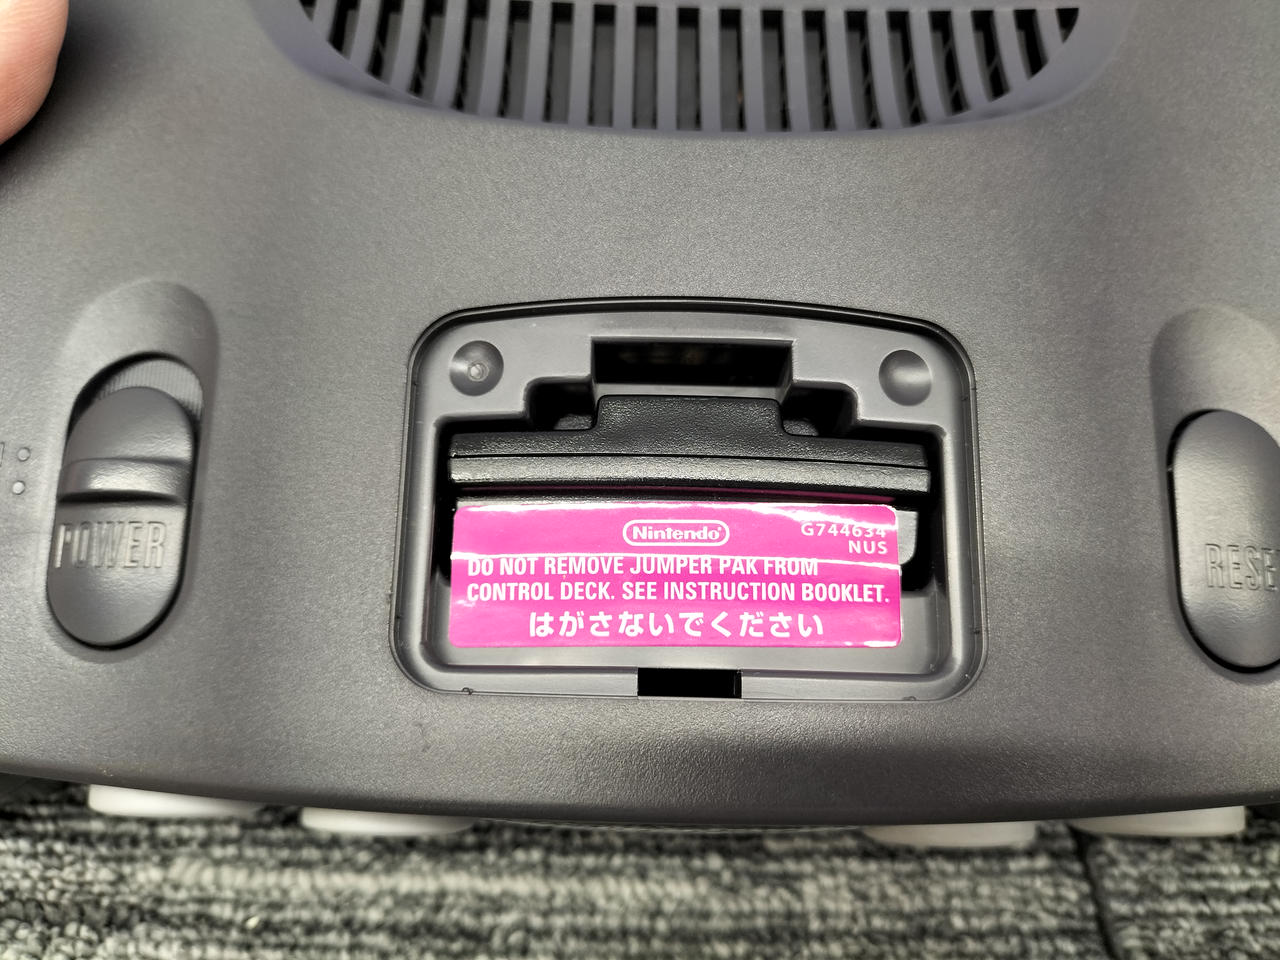 Nintendo
G744634
NUS
DO NOT REMOVE JUMPER PAK FROM
CONTROL DECK. SEE INSTRUCTION BOOKLET.
はがさないでください
POWER
RESE